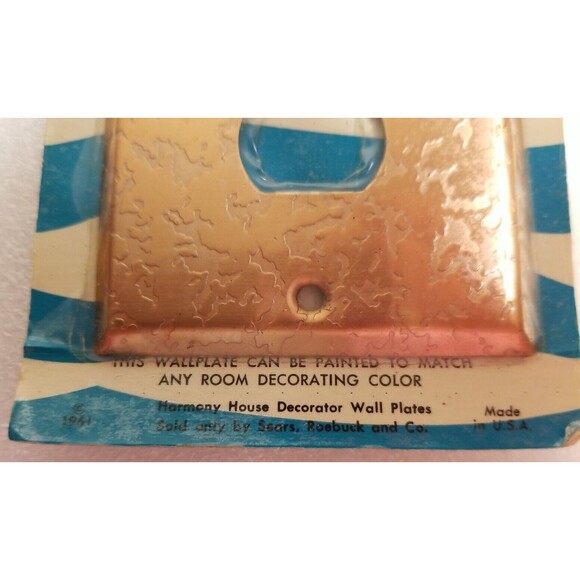 THIS WALLPLATE CAN BE PAINTED TO MATCH
ANY ROOM DECORATING COLOR
©
1961
Harmony House Decorator Wall Plates
Sold only by Sears, Roebuck and Co.
Made
in U.S.A.